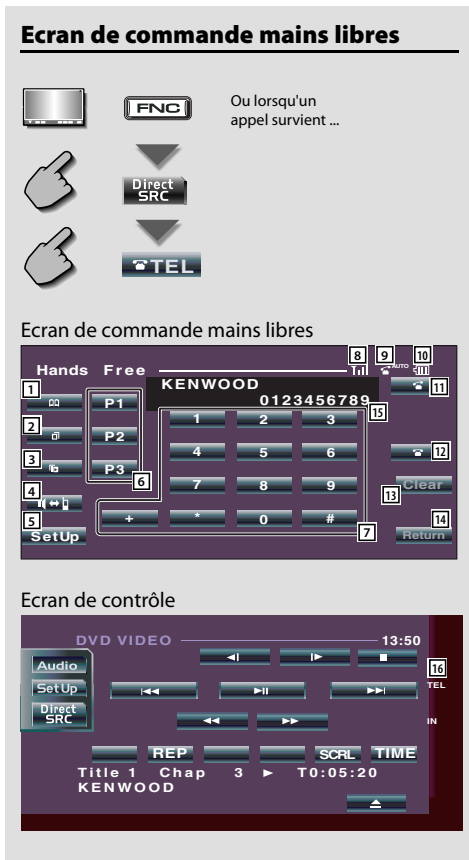 Ecran de commande mains libres
FNC
Ou lorsqu'un
appel survient ...
Direct
SRC
TEL
Ecran de commande mains libres
8 9 AUTO 10
Hands Free
1 KENWOOD 11
P1 0123456789
15
2 1 2 3
P2
3 4 5 6 12
P3 6
4 7 8 9 13 Clear
5 + * 0 # 7 14
SetUp Return
Ecran de contrôle
DVD VIDEO 13:50
Audio 16
SetUp TEL
Direct
SRC IN
REP SCRL TIME
Title 1 Chap 3 ► T0:05:20
KENWOOD